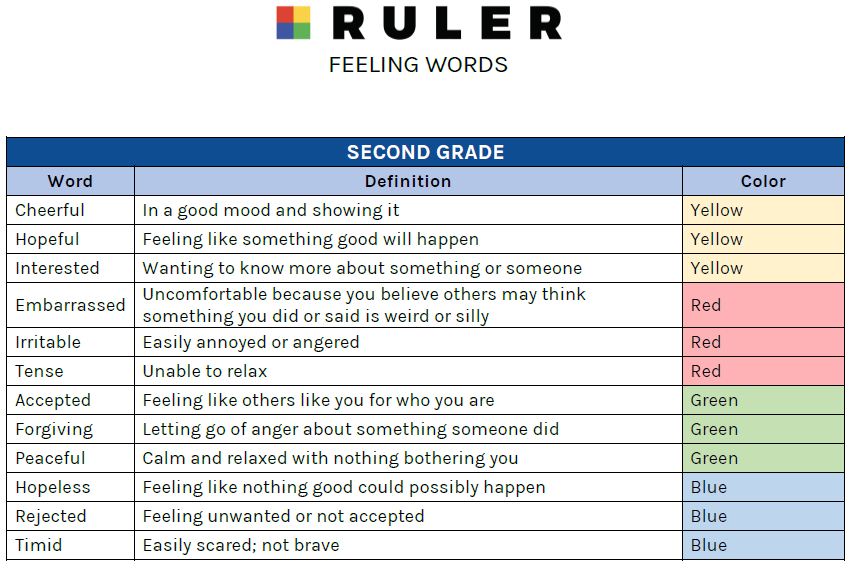 RULER
FEELING WORDS
SECOND GRADE
Word Definition Color
Cheerful In a good mood and showing it Yellow
Hopeful Feeling like something good will happen Yellow
Interested Wanting to know more about something or someone Yellow
Embarrassed Uncomfortable because you believe others may think something you did or said is weird or silly Red
Irritable Easily annoyed or angered Red
Tense Unable to relax Red
Accepted Feeling like others like you for who you are Green
Forgiving Letting go of anger about something someone did Green
Peaceful Calm and relaxed with nothing bothering you Green
Hopeless Feeling like nothing good could possibly happen Blue
Rejected Feeling unwanted or not accepted Blue
Timid Easily scared; not brave Blue